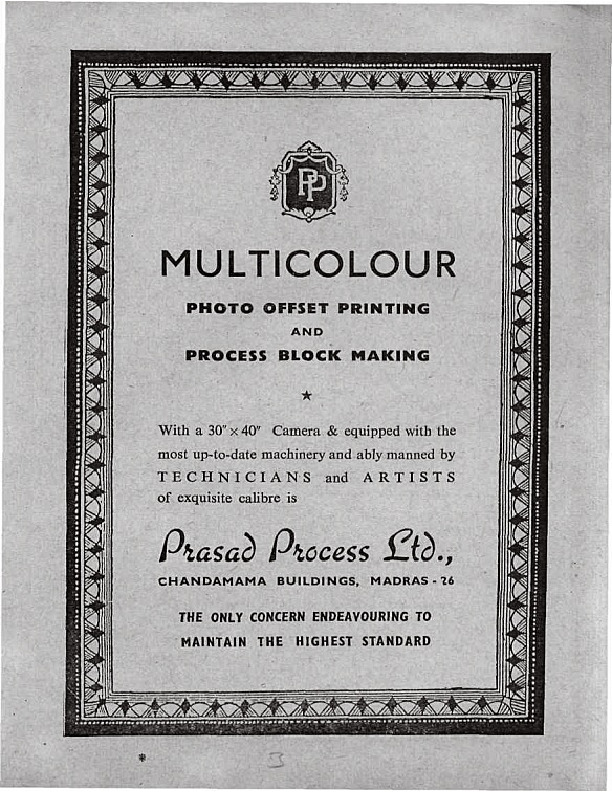 PP
MULTICOLOUR
PHOTO OFFSET PRINTING
AND
PROCESS BLOCK MAKING
With a 30" x 40" Camera & equipped with the
most up-to-date machinery and ably manned by
TECHNICIANS and ARTISTS
of exquisite calibre is
Prasad Process Ltd.,
CHANDAMAMA BUILDINGS, MADRAS - 26
THE ONLY CONCERN ENDEAVOURING TO
MAINTAIN THE HIGHEST STANDARD